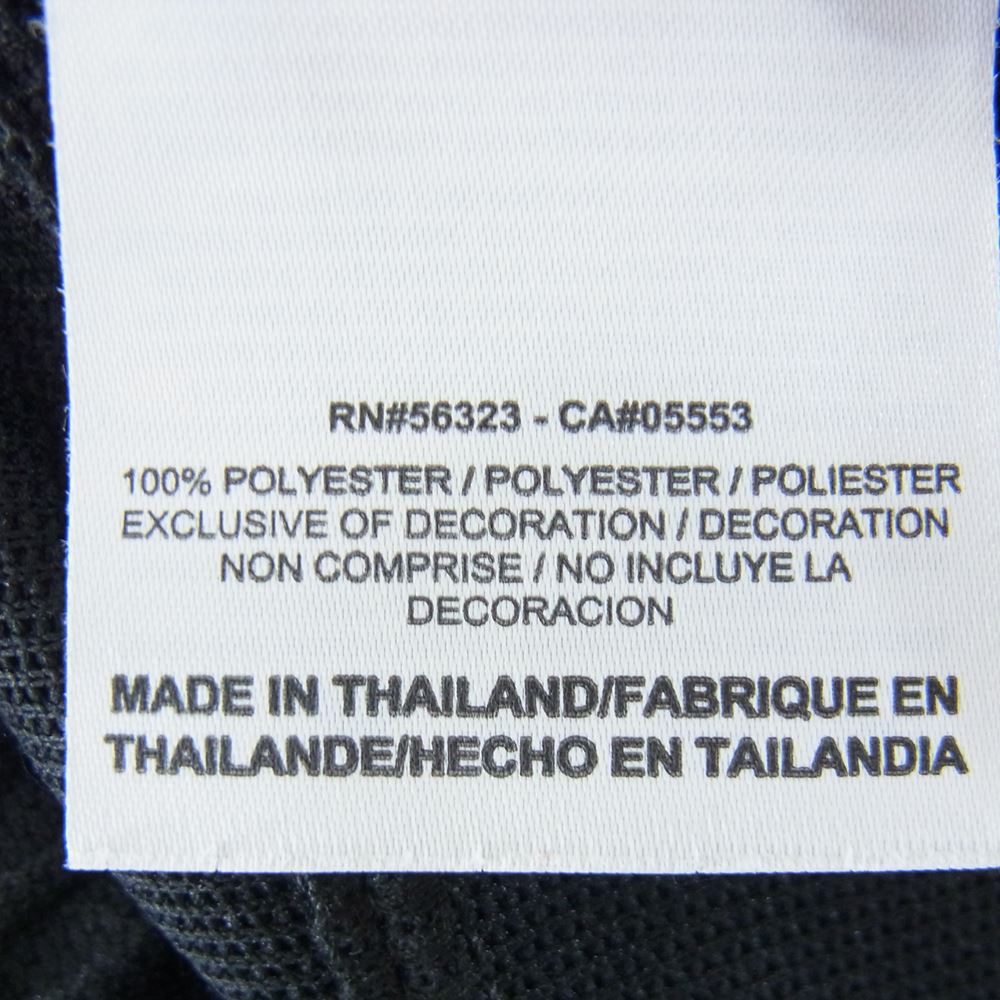 RN#56323 - CA#05553
100% POLYESTER / POLYESTER / POLIESTER
EXCLUSIVE OF DECORATION / DECORATION
NON COMPRISE / NO INCLUYE LA
DECORACION
MADE IN THAILAND/FABRIQUE EN
THAILANDE/HECHO EN TAILANDIA